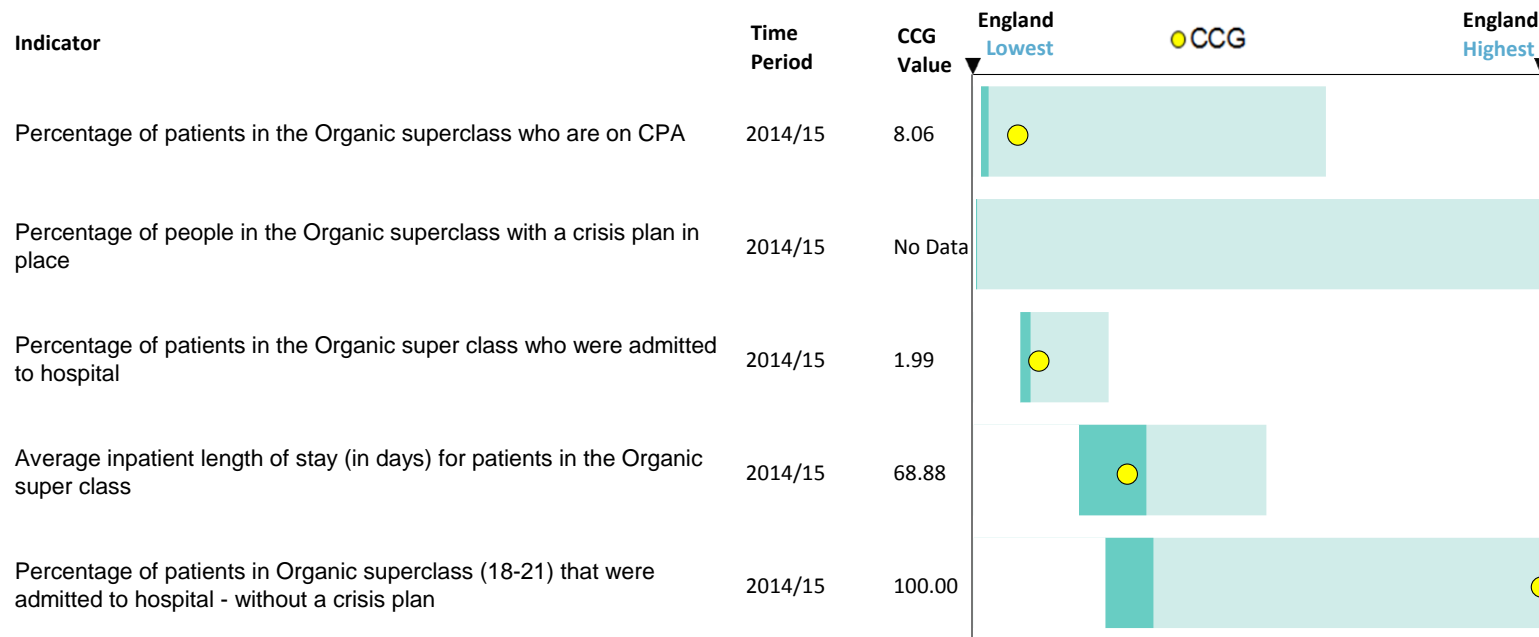 Indicator
Time
Period
CCG
Value
England
Lowest
CCG
England
Highest
Percentage of patients in the Organic superclass who are on CPA
2014/15
8.06
Percentage of people in the Organic superclass with a crisis plan in
place
2014/15
No Data
Percentage of patients in the Organic super class who were admitted
to hospital
2014/15
1.99
Average inpatient length of stay (in days) for patients in the Organic
super class
2014/15
68.88
Percentage of patients in Organic superclass (18-21) that were
admitted to hospital - without a crisis plan
2014/15
100.00